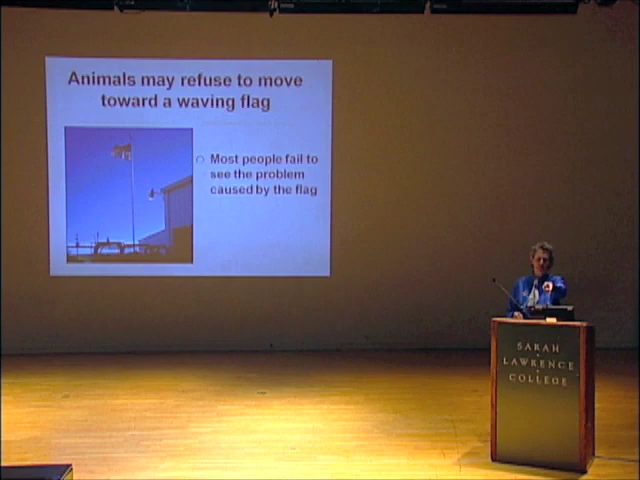 Animals may refuse to move
toward a waving flag
Most people fail to
see the problem
caused by the flag
SARAH
LAWRENCE
COLLEGE